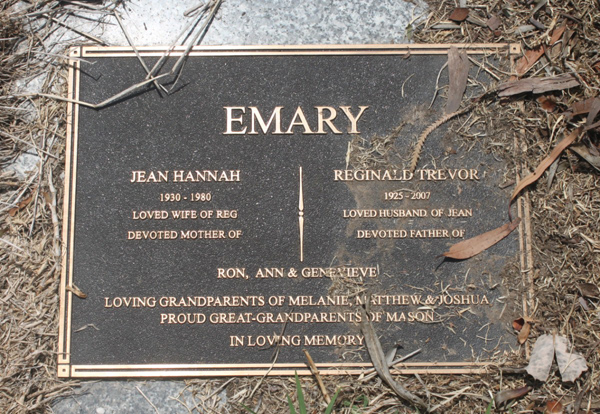 EMARY
JEAN HANNAH
1930 - 1980
LOVED WIFE OF REG
DEVOTED MOTHER OF
REGINALD TREVOR
1925 - 2007
LOVED HUSBAND OF JEAN
DEVOTED FATHER OF
RON, ANN & GENEVIEVE
LOVING GRANDPARENTS OF MELANIE, MATTHEW & JOSHUA
PROUD GREAT-GRANDPARENTS OF MASON
IN LOVING MEMORY